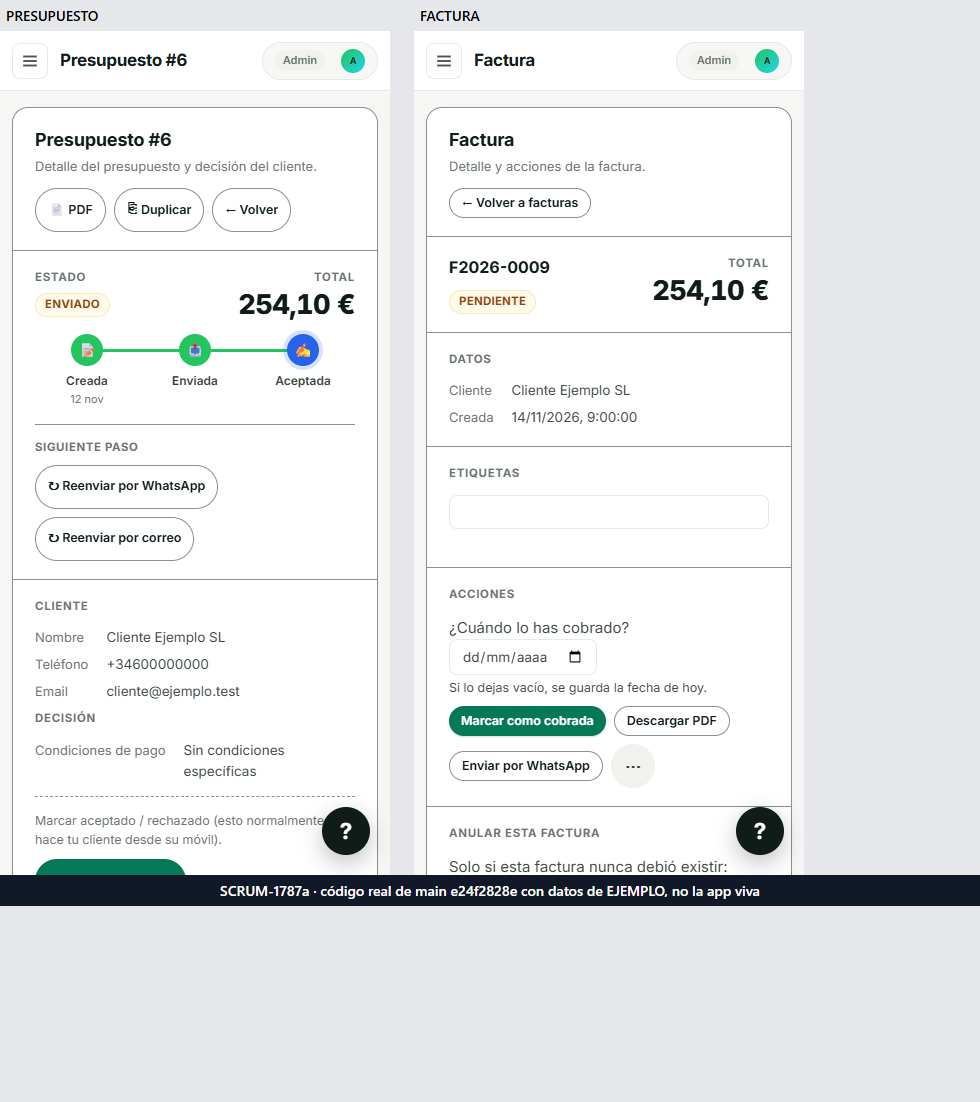 PRESUPUESTO
Presupuesto #6
Admin
A
Presupuesto #6
Detalle del presupuesto y decisión del cliente.
PDF
Duplicar
← Volver
ESTADO
TOTAL
ENVIADO
254,10 €
Creada
Enviada
Aceptada
12 nov
SIGUIENTE PASO
↻ Reenviar por WhatsApp
↻ Reenviar por correo
CLIENTE
Nombre Cliente Ejemplo SL
Teléfono +34600000000
Email cliente@ejemplo.test
DECISIÓN
Condiciones de pago Sin condiciones
específicas
Marcar aceptado / rechazado (esto normalmente
hace tu cliente desde su móvil).
?
FACTURA
Factura
Admin
A
Factura
Detalle y acciones de la factura.
← Volver a facturas
F2026-0009
TOTAL
PENDIENTE
254,10 €
DATOS
Cliente Cliente Ejemplo SL
Creada 14/11/2026, 9:00:00
ETIQUETAS
ACCIONES
¿Cuándo lo has cobrado?
dd/mm/aaaa
Si lo dejas vacío, se guarda la fecha de hoy.
Marcar como cobrada
Descargar PDF
Enviar por WhatsApp
...
ANULAR ESTA FACTURA
Solo si esta factura nunca debió existir:
?
SCRUM-1787a · código real de main e24f2828e con datos de EJEMPLO, no la app viva